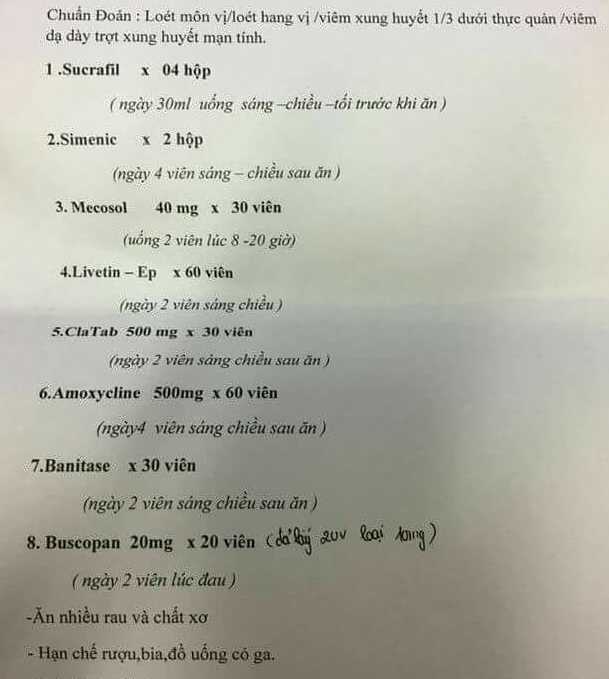 Chuẩn Đoán : Loét môn vị/loét hang vị /viêm xung huyết 1/3 dưới thực quản /viêm
dạ dày trợt xung huyết mạn tính.
1 .Sucrafil x 04 hộp
( ngày 30ml uống sáng –chiều –tối trước khi ăn )
2.Simenic x 2 hộp
(ngày 4 viên sáng – chiều sau ăn )
3. Mecosol 40 mg x 30 viên
(uống 2 viên lúc 8 -20 giờ)
4.Livetin – Ep x 60 viên
(ngày 2 viên sáng chiều )
5.ClaTab 500 mg x 30 viên
(ngày 2 viên sáng chiều sau ăn )
6.Amoxycline 500mg x 60 viên
(ngày4 viên sáng chiều sau ăn )
7.Banitase x 30 viên
(ngày 2 viên sáng chiều sau ăn )
8. Buscopan 20mg x 20 viên (đã lấy 20v loại 10mg)
( ngày 2 viên lúc đau )
-Ăn nhiều rau và chất xơ
- Hạn chế rượu,bia,đồ uống có ga.